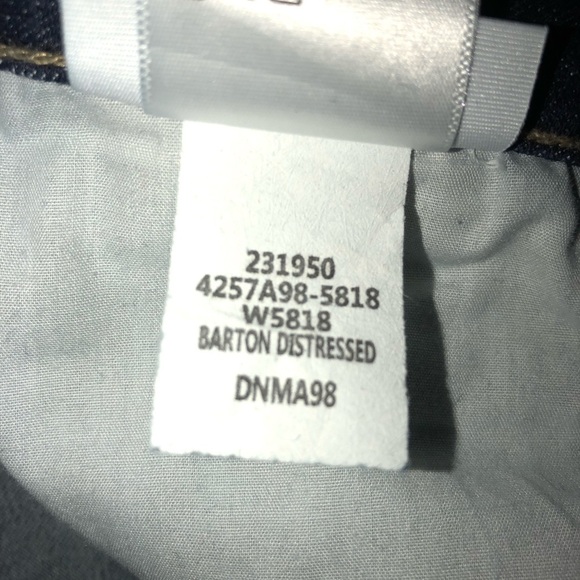 231950
4257A98-5818
W5818
BARTON DISTRESSED
DNMA98